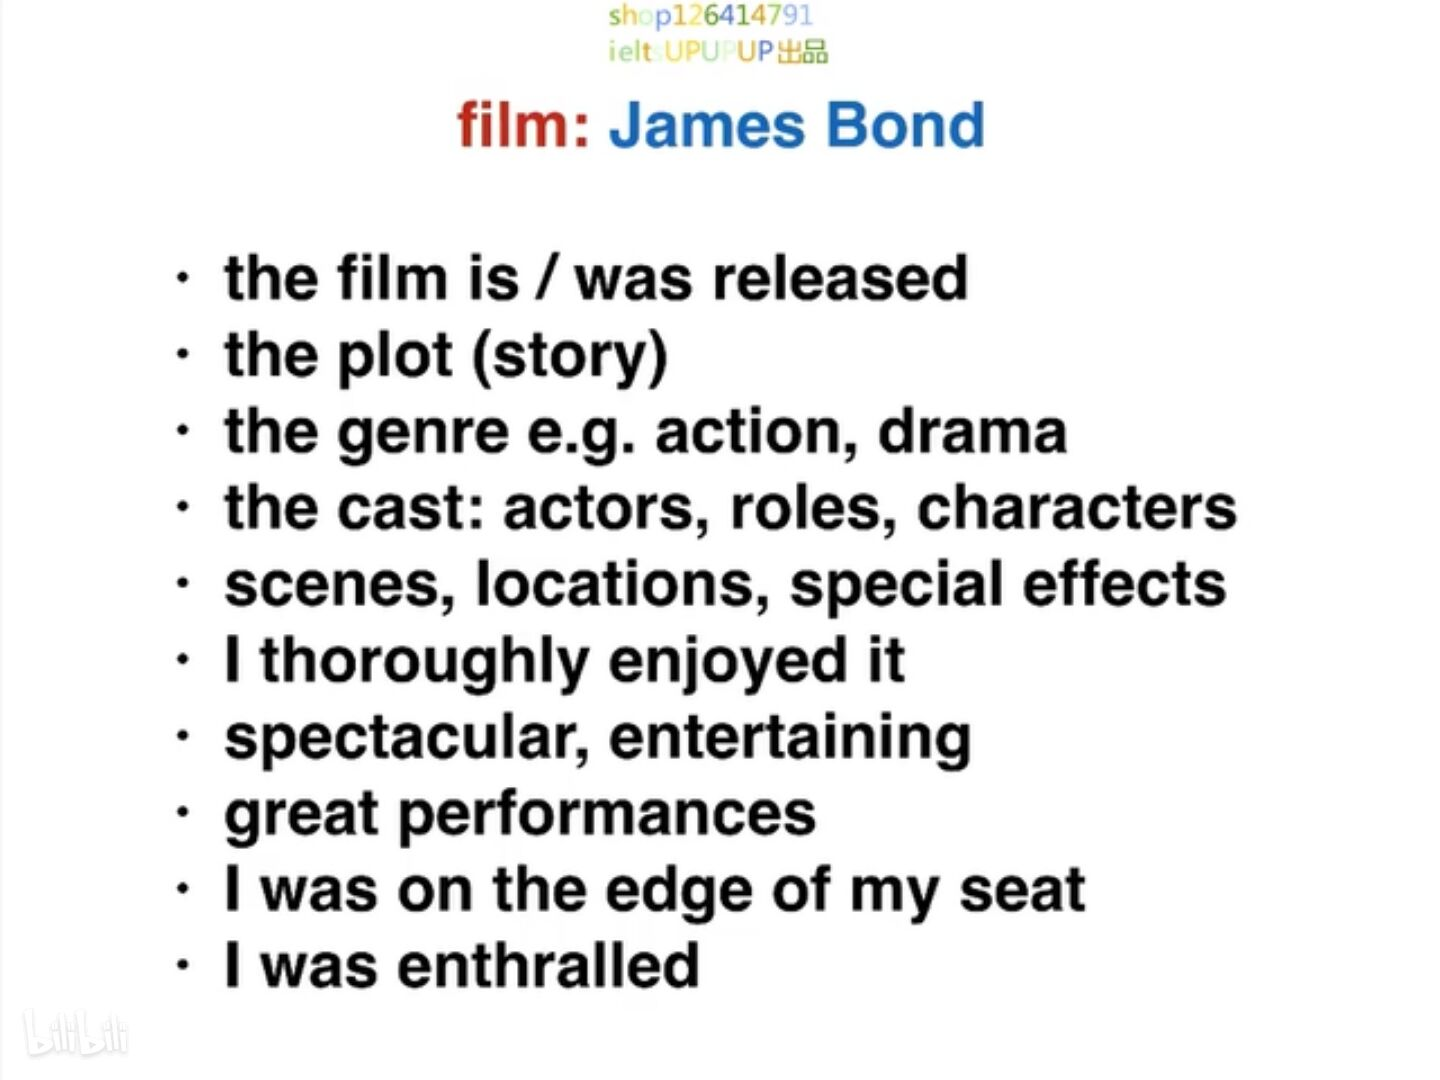 shop126414791
ieltsUPUPUP出品
film: James Bond
· the film is / was released
· the plot (story)
· the genre e.g. action, drama
· the cast: actors, roles, characters
· scenes, locations, special effects
· I thoroughly enjoyed it
· spectacular, entertaining
· great performances
· I was on the edge of my seat
· I was enthralled
bilibili